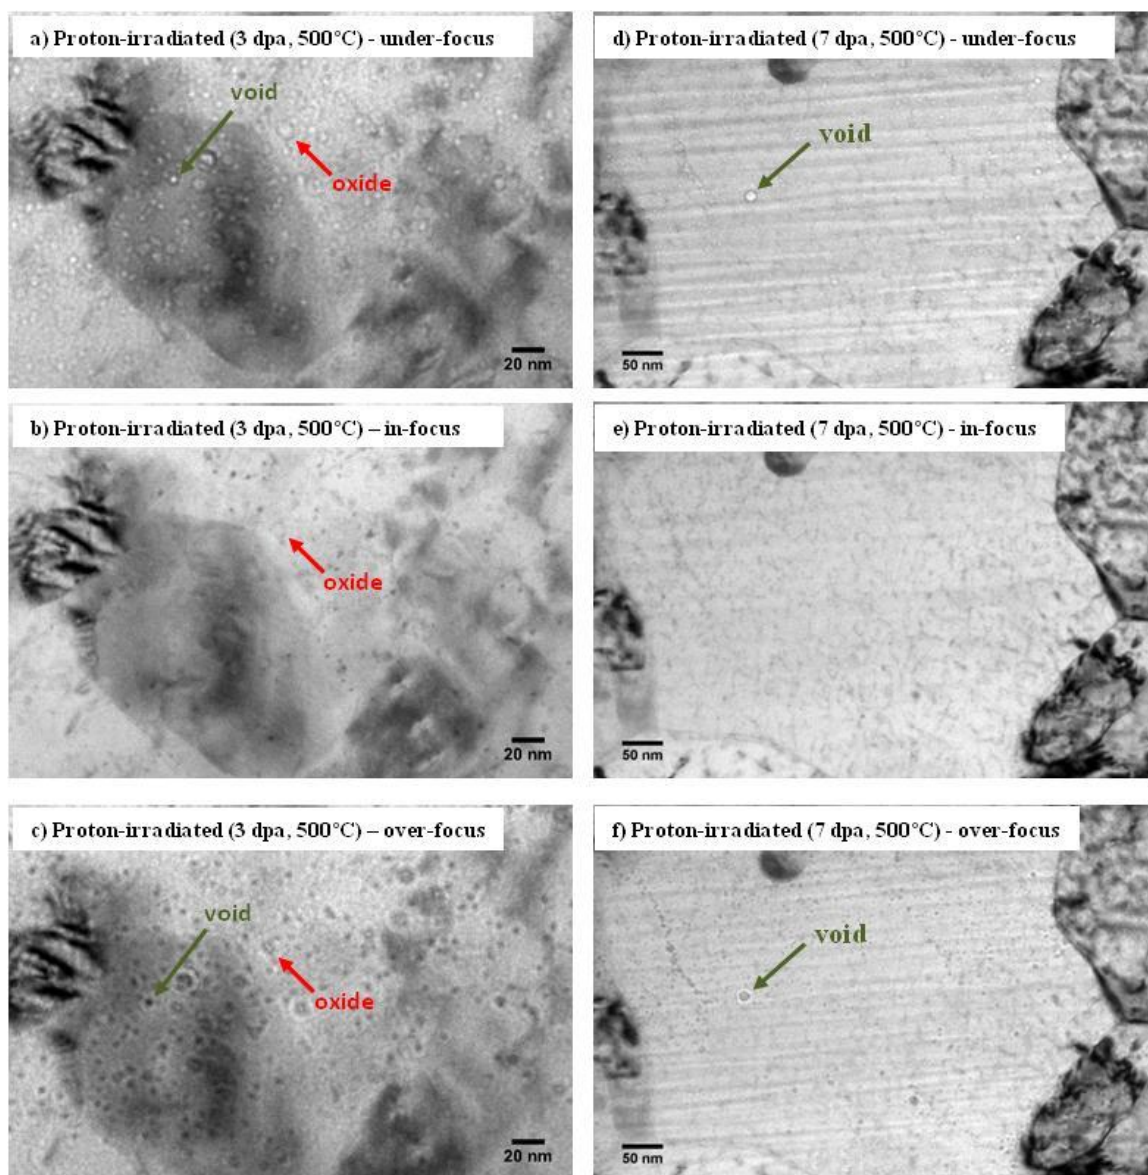 a) Proton-irradiated (3 dpa, 500°C) - under-focus
void
oxide
20 nm
d) Proton-irradiated (7 dpa, 500°C) - under-focus
void
50 nm
b) Proton-irradiated (3 dpa, 500°C) – in-focus
oxide
20 nm
e) Proton-irradiated (7 dpa, 500°C) - in-focus
50 nm
c) Proton-irradiated (3 dpa, 500°C) – over-focus
void
oxide
20 nm
f) Proton-irradiated (7 dpa, 500°C) - over-focus
void
50 nm